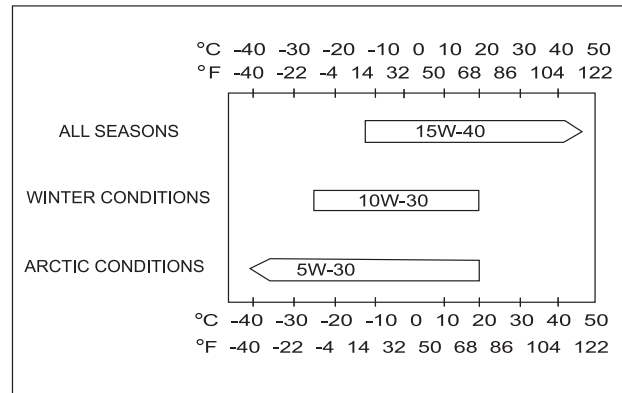 °C -40 -30 -20 -10 0 10 20 30 40 50
°F -40 -22 -4 14 32 50 68 86 104 122
ALL SEASONS 15W-40
WINTER CONDITIONS 10W-30
ARCTIC CONDITIONS 5W-30
°C -40 -30 -20 -10 0 10 20 30 40 50
°F -40 -22 -4 14 32 50 68 86 104 122